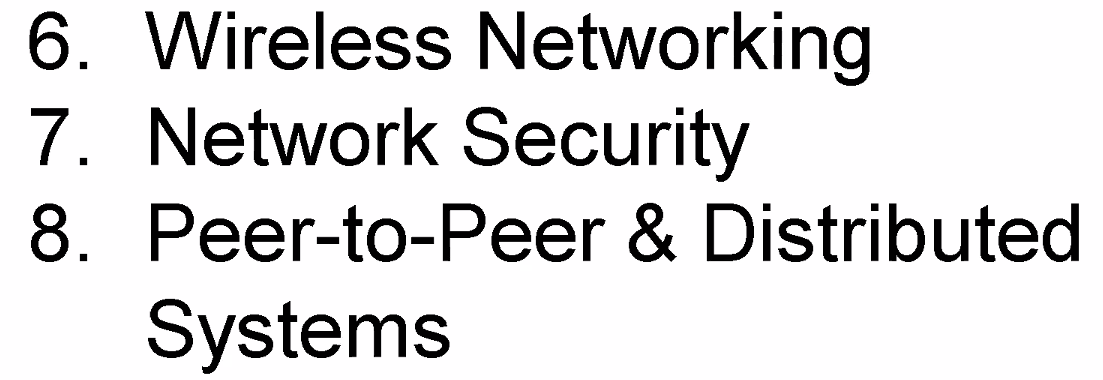 6. Wireless Networking
7. Network Security
8. Peer-to-Peer & Distributed
Systems